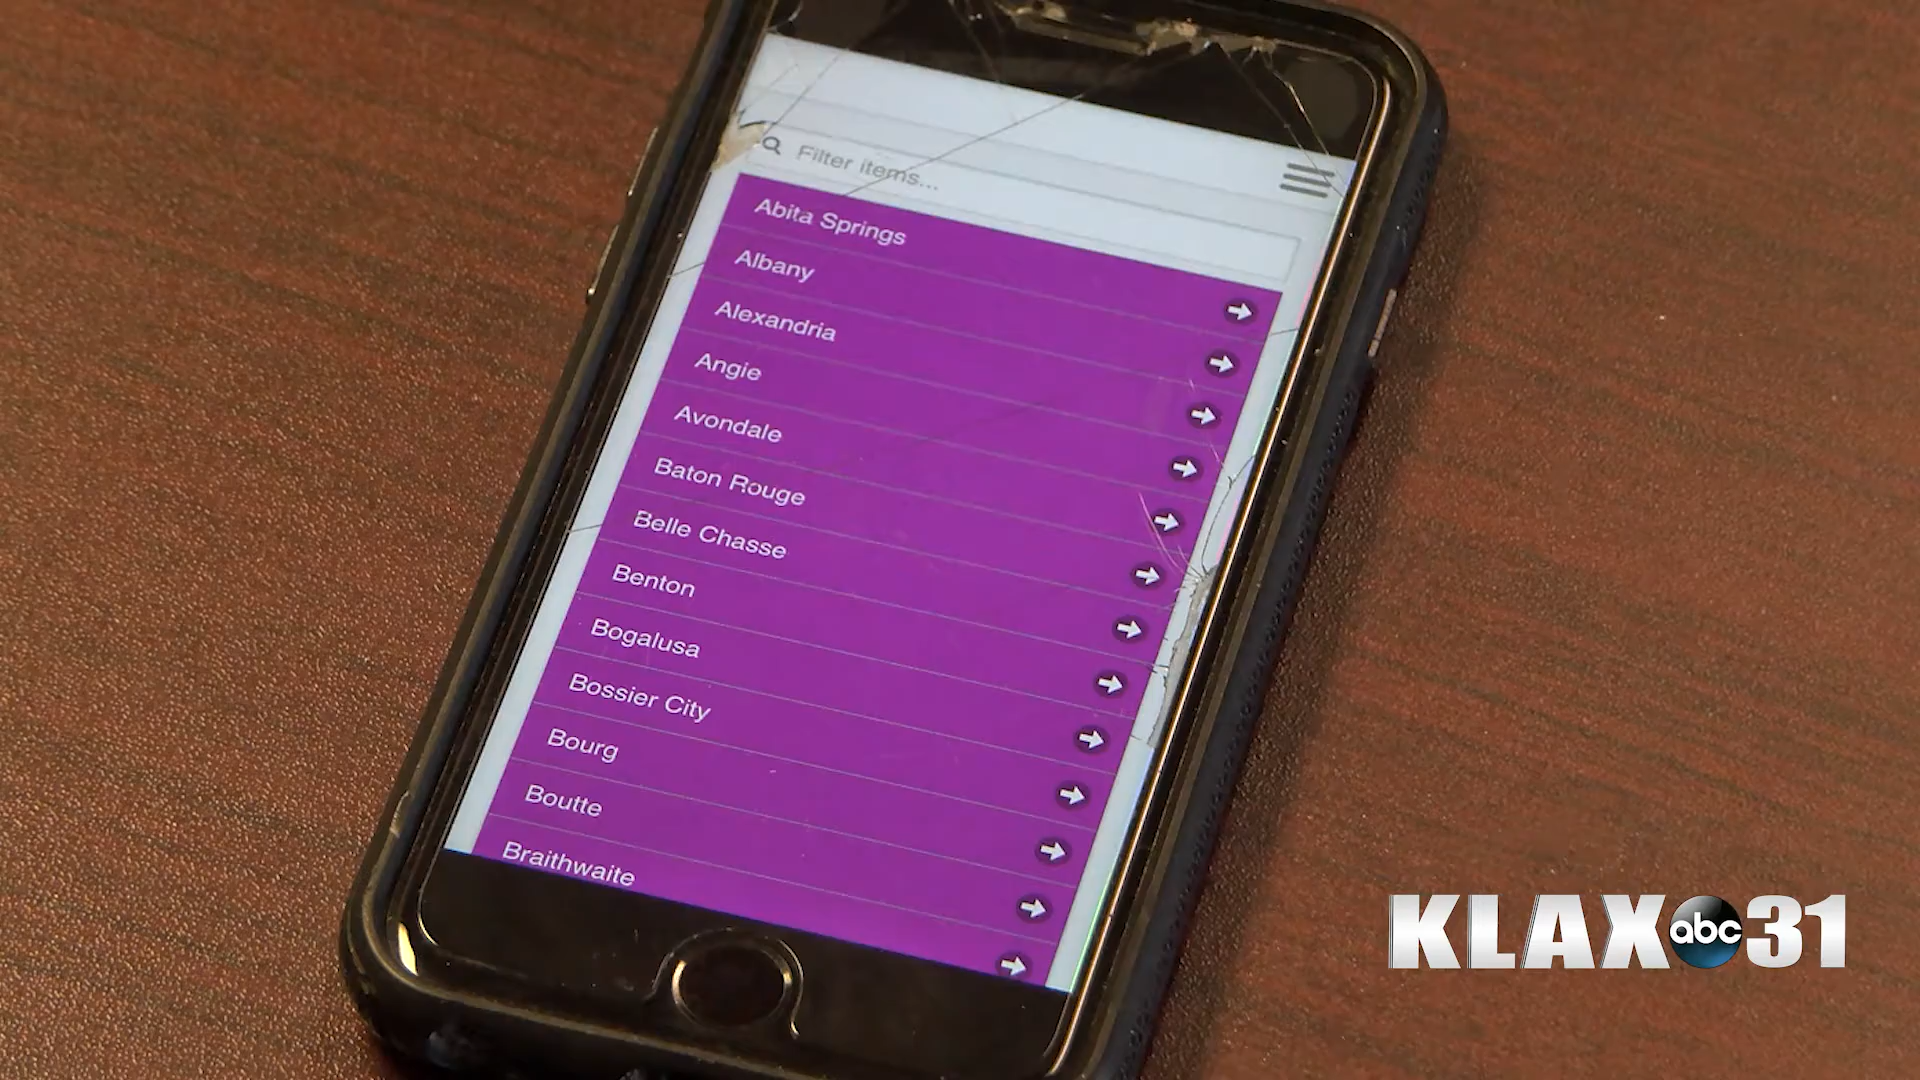 Filter items...
Abita Springs
Albany
Alexandria
Angie
Avondale
Baton Rouge
Belle Chasse
Benton
Bogalusa
Bossier City
Bourg
Boutte
Braithwaite
KLAX abc 31